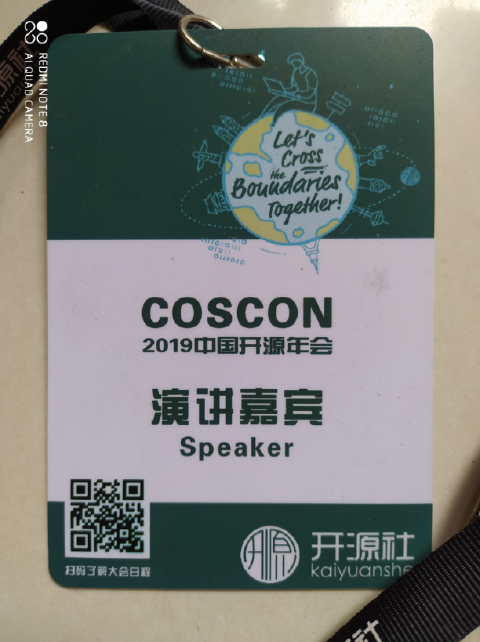 REDMI NOTE 8
AI QUAD CAMERA
Let's
Cross
the
Boundaries
Together!
COSCON
2019中国开源年会
演讲嘉宾
Speaker
扫码了解大会日程
开源社
kaiyuanshe